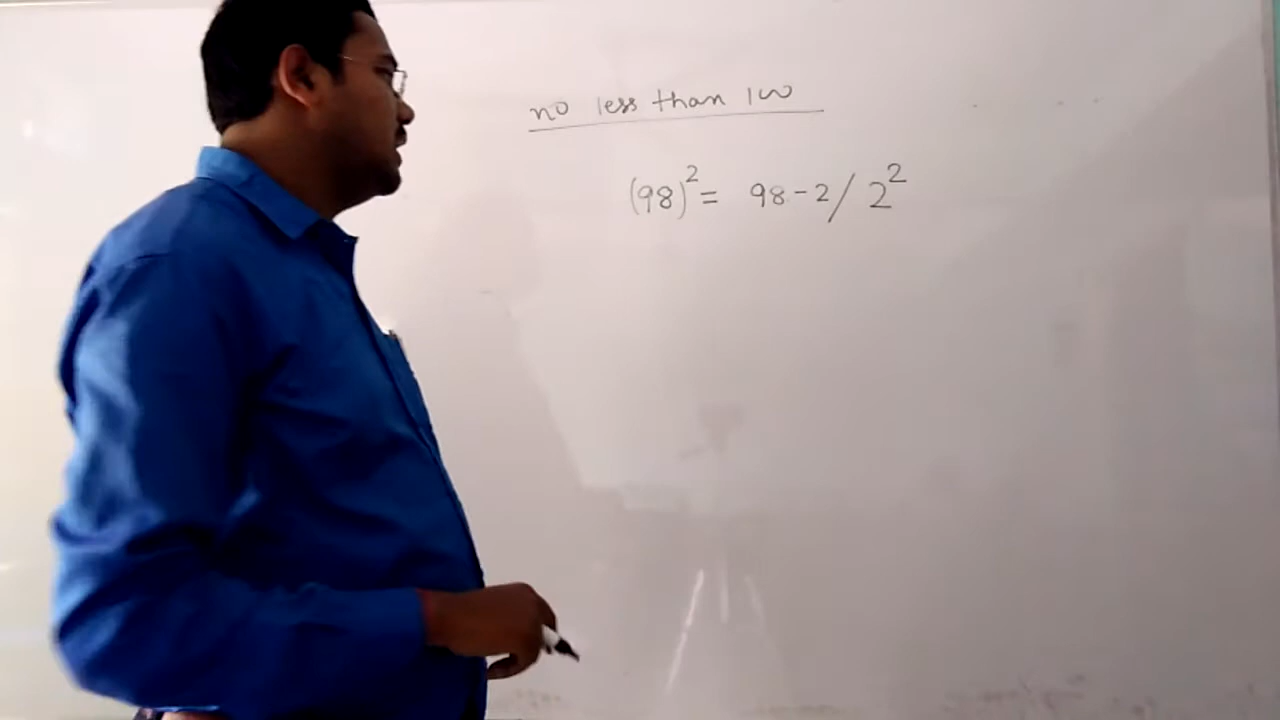 no less than 100
(98)² = 98-2/ 2²